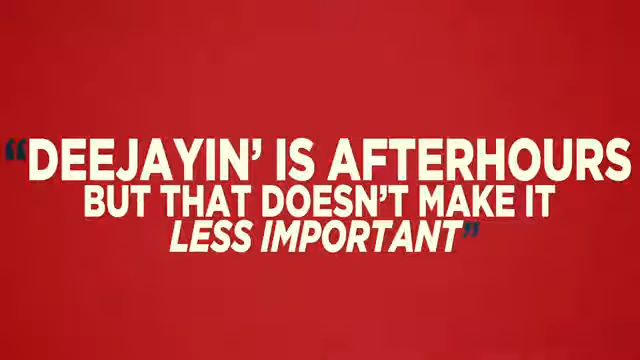 “DEEJAYIN’ IS AFTERHOURS
BUT THAT DOESN’T MAKE IT
LESS IMPORTANT”